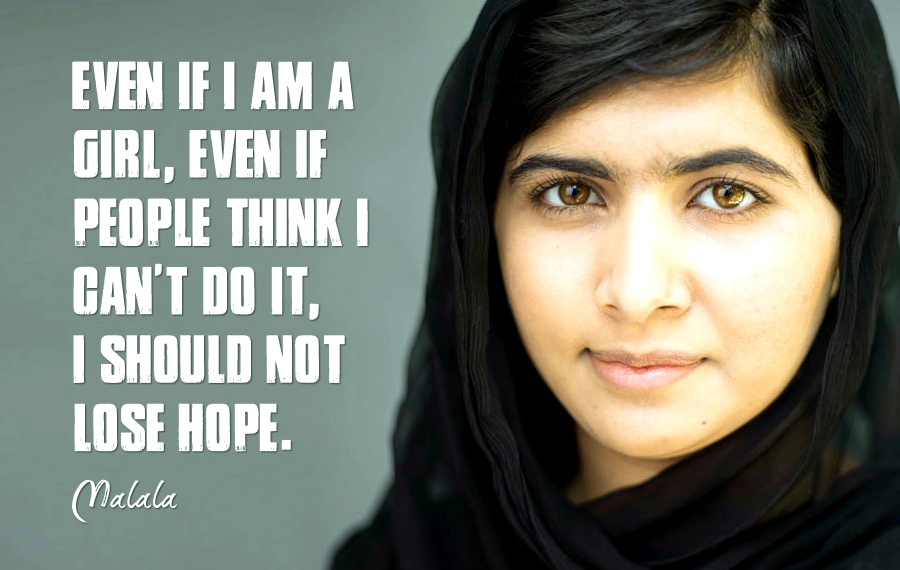 EVEN IF I AM A
GIRL, EVEN IF
PEOPLE THINK I
CAN'T DO IT,
I SHOULD NOT
LOSE HOPE.
Malala